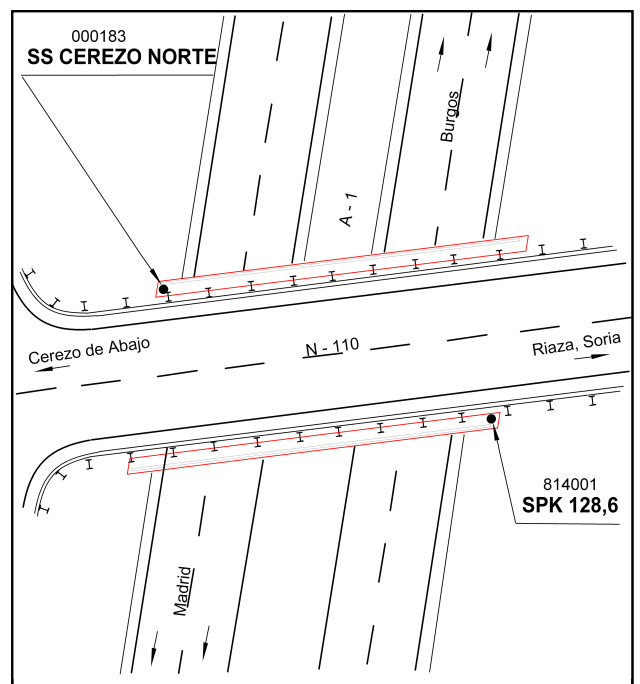 000183
SS CEREZO NORTE
Burgos
A - 1
Cerezo de Abajo
N - 110
Riaza, Soria
814001
SPK 128,6
Madrid